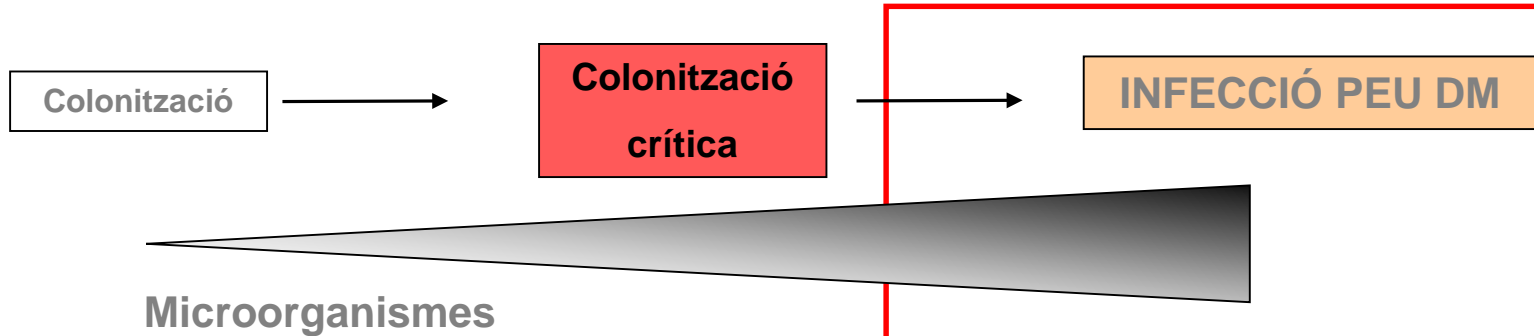 Colonització
Colonització
crítica
INFECCIÓ PEU DM
Microorganismes